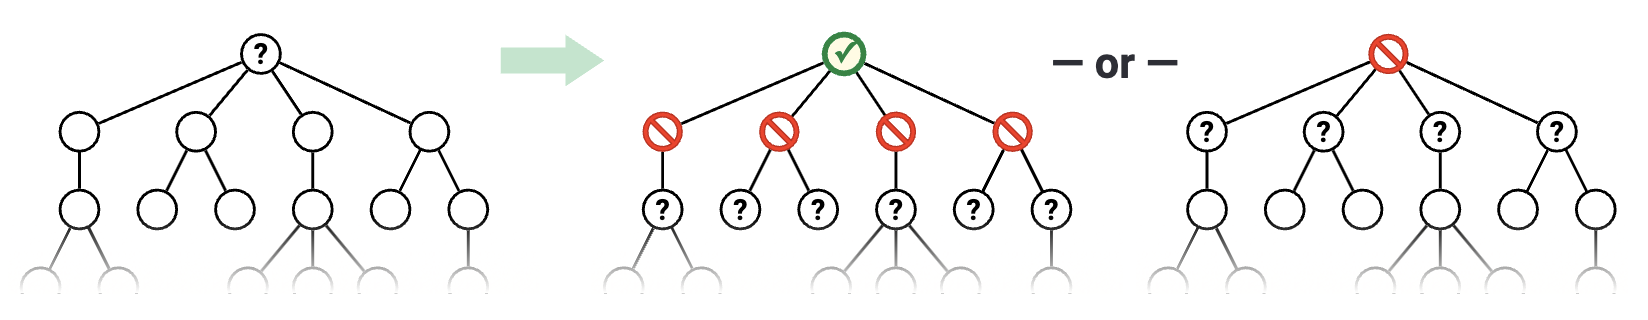 ?
— or —
? ? ? ?
? ? ? ? ? ?